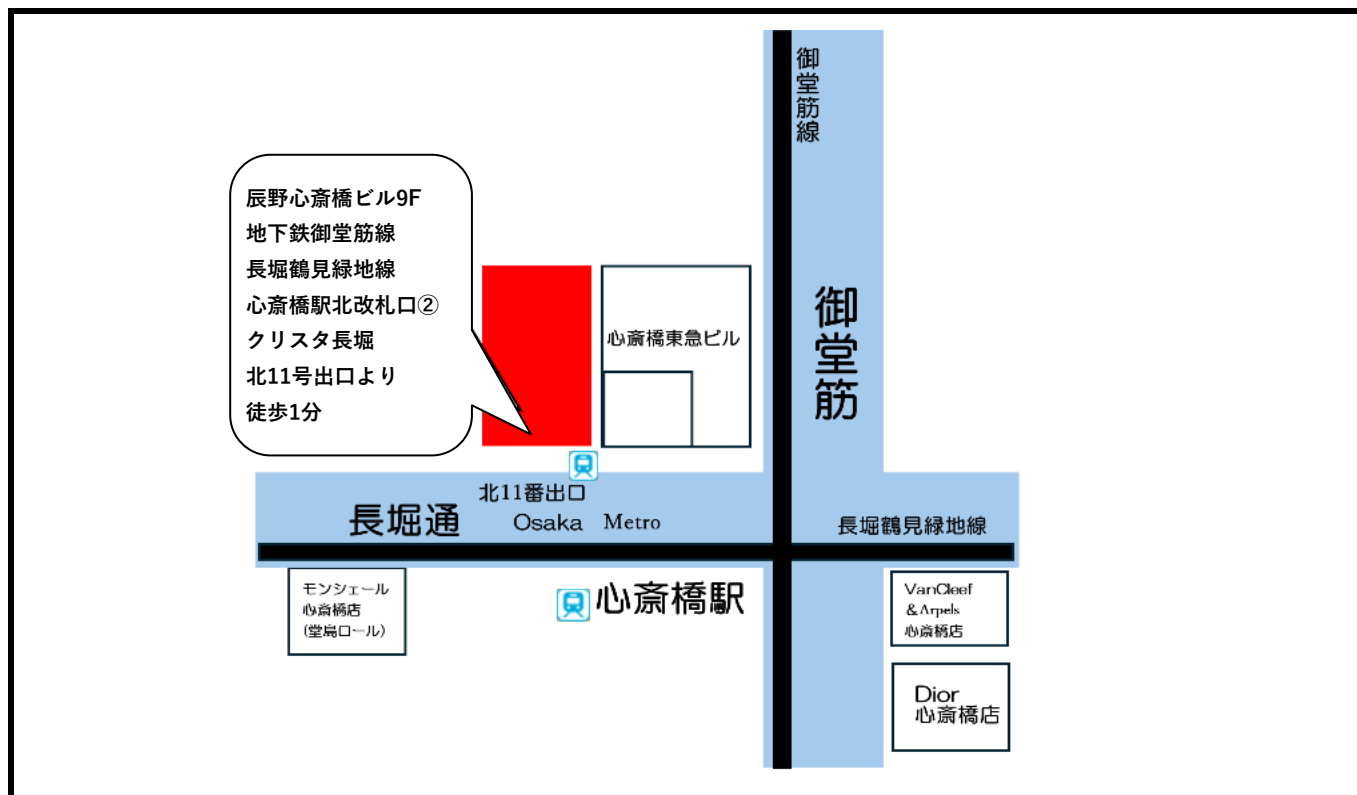 御堂筋線
辰野心斎橋ビル9F
地下鉄御堂筋線
長堀鶴見緑地線
心斎橋駅北改札口②
クリスタ長堀
北11号出口より
徒歩1分
心斎橋東急ビル
御堂筋
北11番出口
長堀通
Osaka Metro
長堀鶴見緑地線
モンシェール
心斎橋店
(堂島ロール)
心斎橋駅
VanCleef
&Arpels
心斎橋店
Dior
心斎橋店